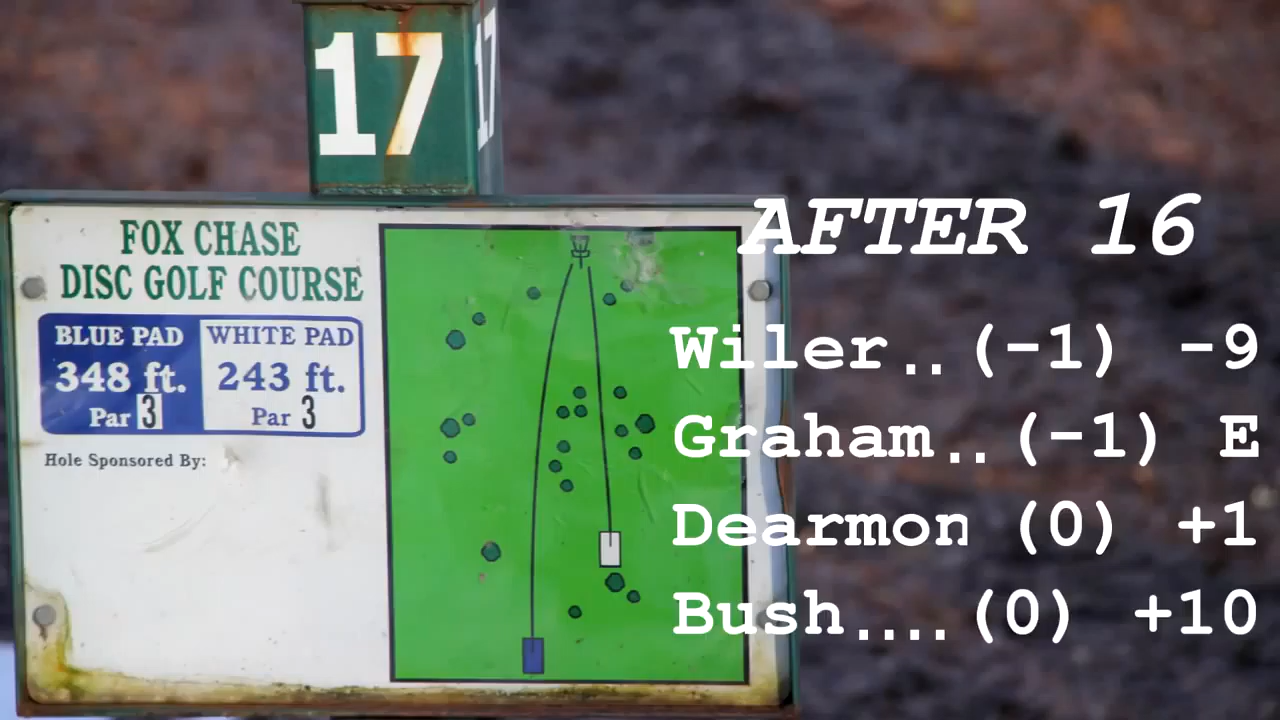 17
17
FOX CHASE
DISC GOLF COURSE
BLUE PAD
348 ft.
Par 3
WHITE PAD
243 ft.
Par 3
Hole Sponsored By:
AFTER 16
Wiler..(-1) -9
Graham..(-1) E
Dearmon (0) +1
Bush....(0) +10